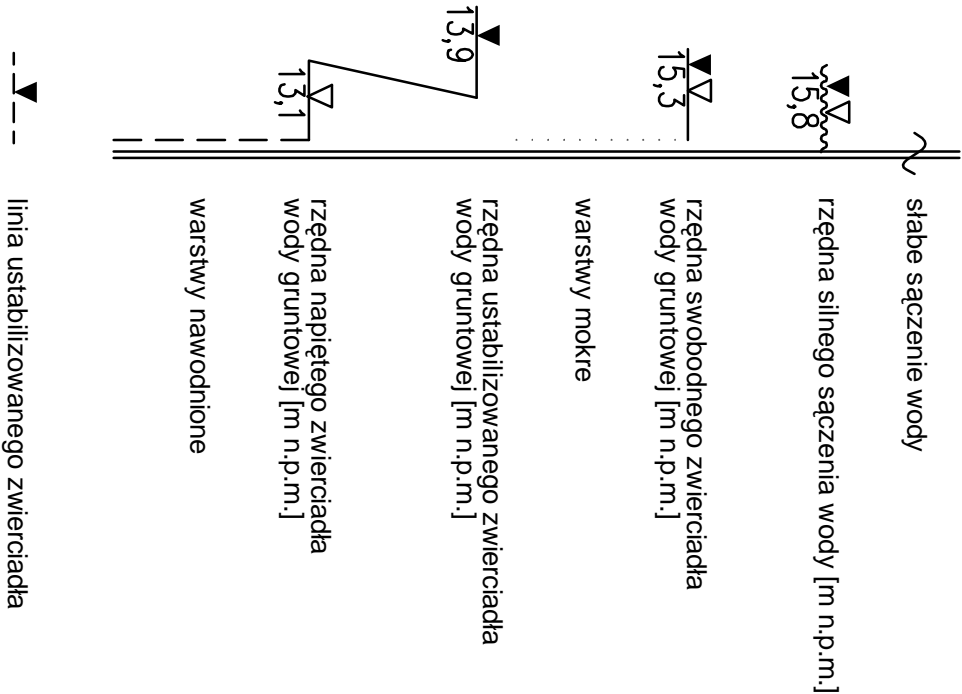 słabe sączenie wody
15,8
rzędna silnego sączenia wody [m n.p.m.]
15,3
rzędna swobodnego zwierciadła
wody gruntowej [m n.p.m.]
warstwy mokre
13,9
rzędna ustabilizowanego zwierciadła
wody gruntowej [m n.p.m.]
13,1
rzędna napiętego zwierciadła
wody gruntowej [m n.p.m.]
warstwy nawodnione
linia ustabilizowanego zwierciadła